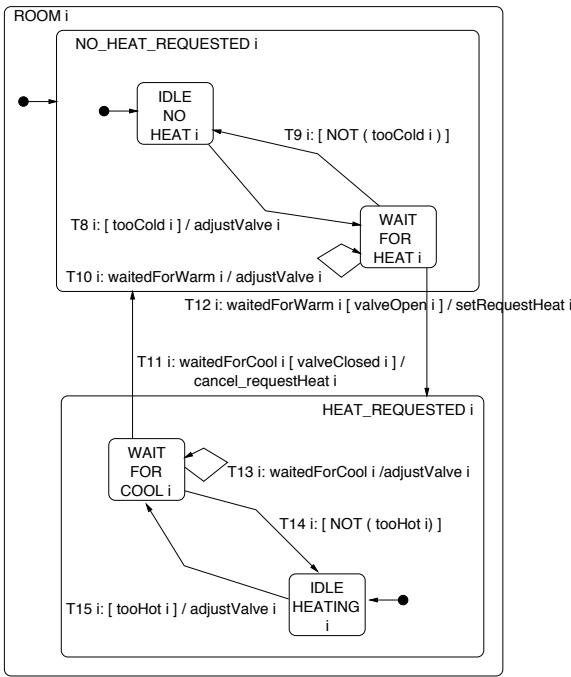 ROOM i
NO_HEAT_REQUESTED i
IDLE
NO
HEAT i
T9 i: [ NOT ( tooCold i ) ]
T8 i: [ tooCold i ] / adjustValve i
WAIT
FOR
HEAT i
T10 i: waitedForWarm i / adjustValve i
T12 i: waitedForWarm i [ valveOpen i ] / setRequestHeat i
T11 i: waitedForCool i [ valveClosed i ] /
cancel_requestHeat i
HEAT_REQUESTED i
WAIT
FOR
COOL i
T13 i: waitedForCool i /adjustValve i
T14 i: [ NOT ( tooHot i) ]
T15 i: [ tooHot i ] / adjustValve i
IDLE
HEATING
i